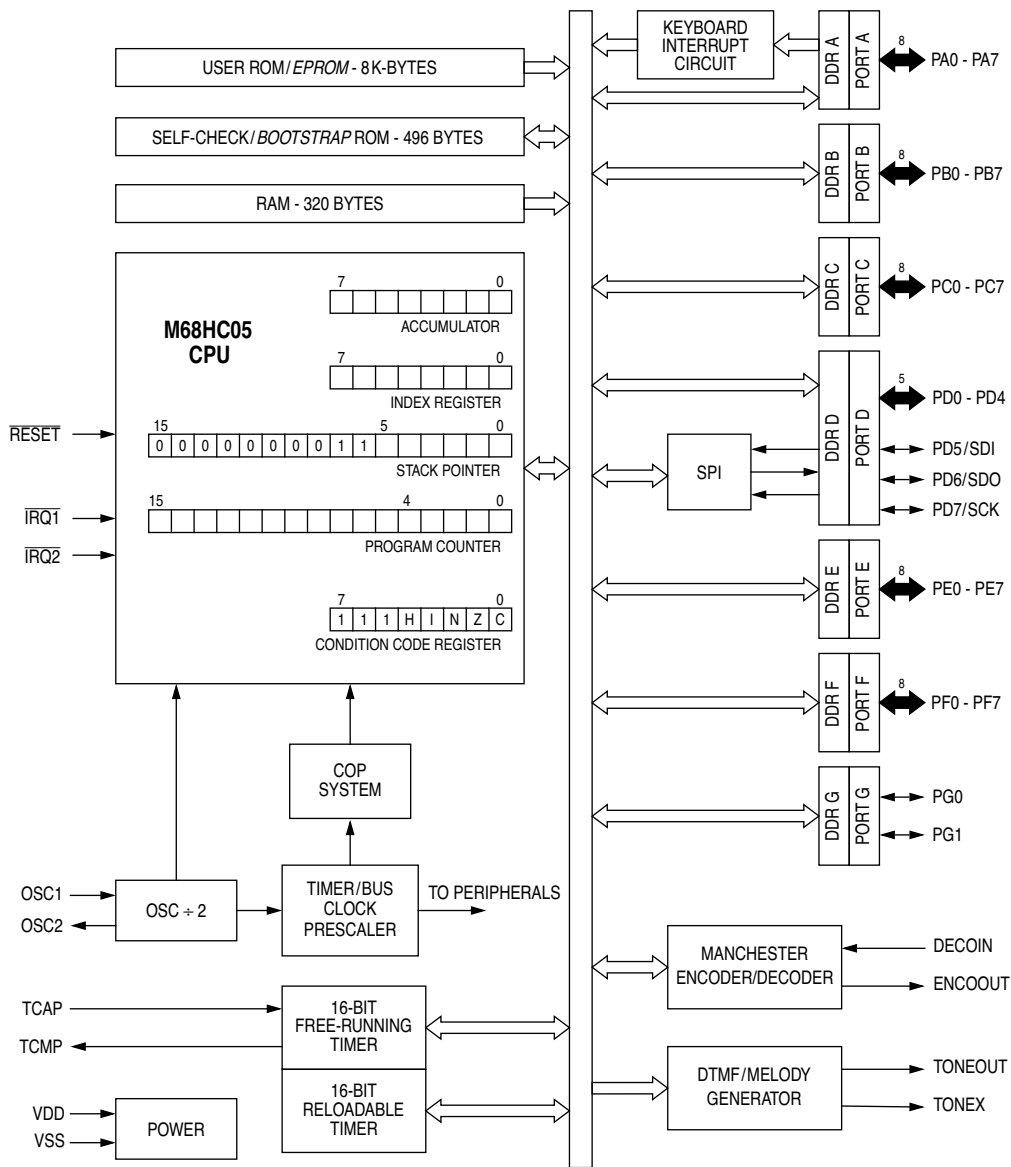 USER ROM/EPROM - 8K-BYTES
SELF-CHECK/BOOTSTRAP ROM - 496 BYTES
RAM - 320 BYTES
M68HC05
CPU
7 0
ACCUMULATOR
7 0
INDEX REGISTER
15 5 0
0 0 0 0 0 0 0 0 1 1
STACK POINTER
15 4 0
PROGRAM COUNTER
7 0
1 1 1 H I N Z C
CONDITION CODE REGISTER
RESET
IRQ1
IRQ2
COP
SYSTEM
OSC1
OSC2
OSC ÷ 2
TIMER/BUS
CLOCK
PRESCALER
TO PERIPHERALS
TCAP
TCMP
16-BIT
FREE-RUNNING
TIMER
16-BIT
RELOADABLE
TIMER
VDD
VSS
POWER
KEYBOARD
INTERRUPT
CIRCUIT
DDR A
PORT A
8
PA0 - PA7
DDR B
PORT B
8
PB0 - PB7
DDR C
PORT C
8
PC0 - PC7
SPI
DDR D
PORT D
5
PD0 - PD4
PD5/SDI
PD6/SDO
PD7/SCK
DDR E
PORT E
8
PE0 - PE7
DDR F
PORT F
8
PF0 - PF7
DDR G
PORT G
PG0
PG1
MANCHESTER
ENCODER/DECODER
DECOIN
ENCOOUT
DTMF/MELODY
GENERATOR
TONEOUT
TONEX